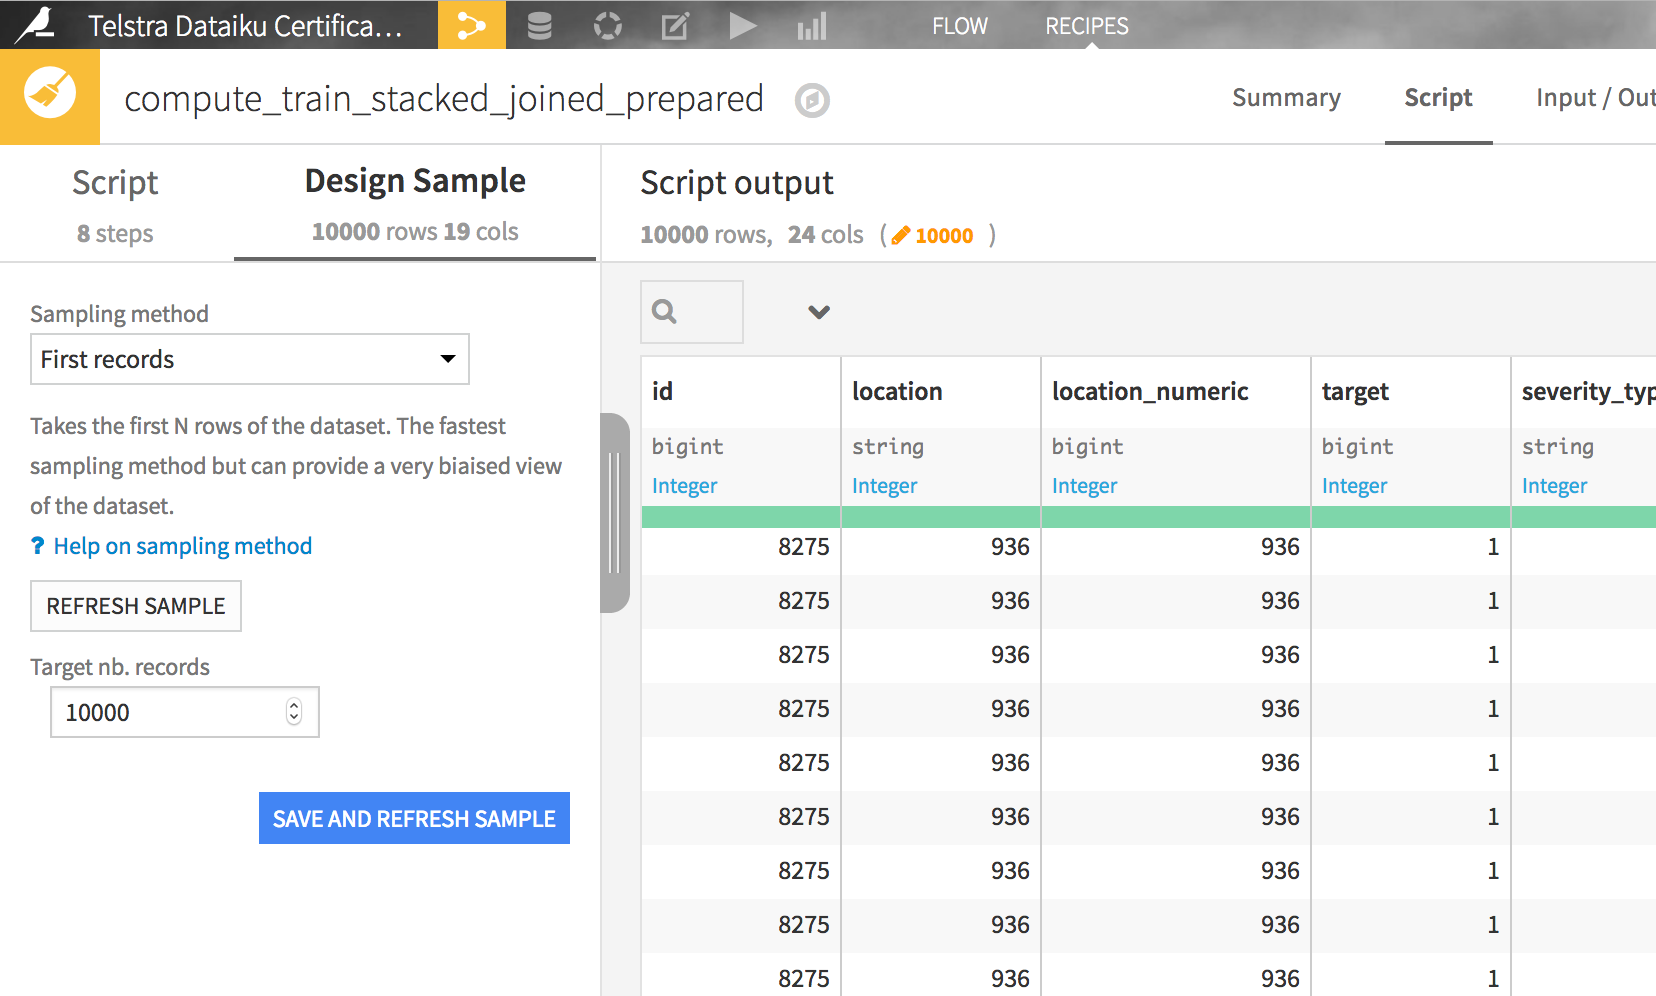 Telstra Dataiku Certifica...
FLOW
RECIPES
compute_train_stacked_joined_prepared
Summary
Script
Input / Out
Script
8 steps
Design Sample
10000 rows 19 cols
Script output
10000 rows, 24 cols ( 10000 )
Sampling method
First records
Takes the first N rows of the dataset. The fastest
sampling method but can provide a very biaised view
of the dataset.
? Help on sampling method
REFRESH SAMPLE
Target nb. records
10000
SAVE AND REFRESH SAMPLE
id location location_numeric target severity_typ
bigint string bigint bigint string
Integer Integer Integer Integer Integer
8275 936 936 1
8275 936 936 1
8275 936 936 1
8275 936 936 1
8275 936 936 1
8275 936 936 1
8275 936 936 1
8275 936 936 1
8275 936 936 1